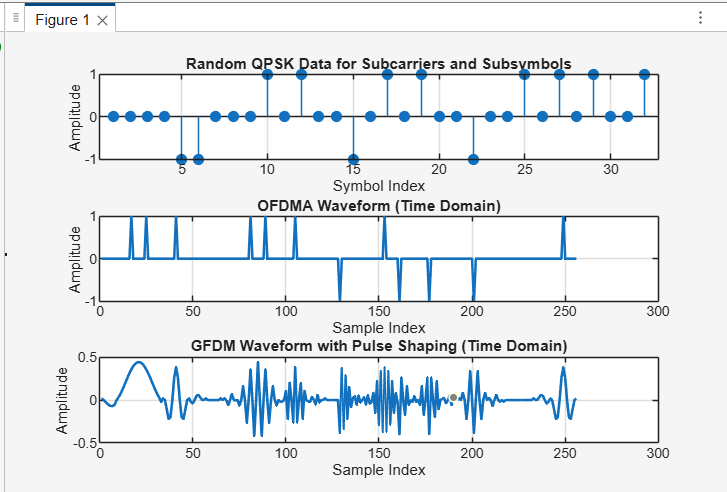 Figure 1
Random QPSK Data for Subcarriers and Subsymbols
1
0
-1
Amplitude
5 10 15 20 25 30
Symbol Index
OFDMA Waveform (Time Domain)
1
0
-1
Amplitude
0 50 100 150 200 250 300
Sample Index
GFDM Waveform with Pulse Shaping (Time Domain)
0.5
0
-0.5
Amplitude
0 50 100 150 200 250 300
Sample Index